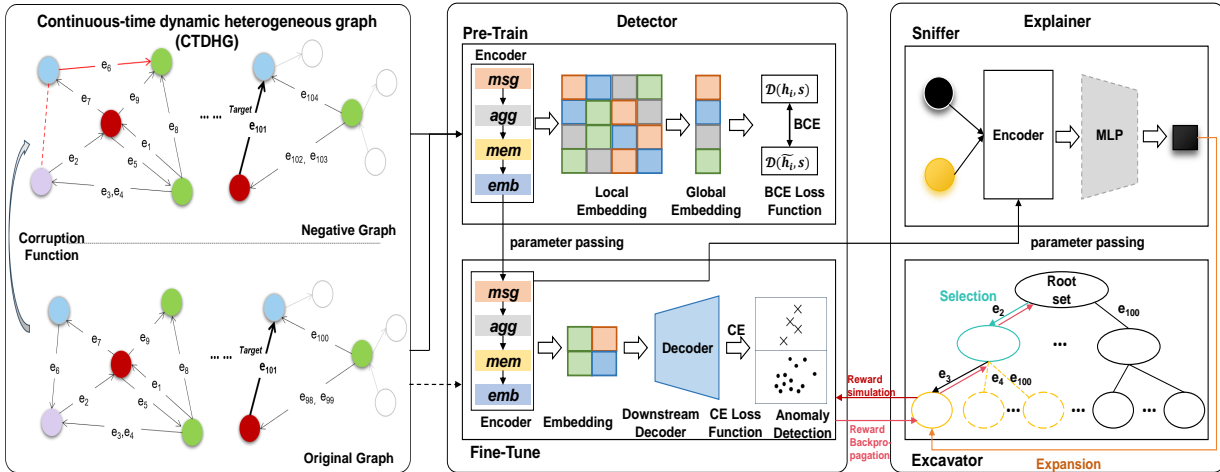 Continuous-time dynamic heterogeneous graph
(CTDHG)
e6
e7
e9
e2
e1
e5
e8
e3,e4
... ...
Target
e101
e104
e102, e103
Corruption
Function
Negative Graph
e7
e9
e6
e2
e1
e5
e8
e3,e4
... ...
Target
e101
e100
e98, e99
Original Graph
Detector
Pre-Train
Encoder
msg
agg
mem
emb
Local
Embedding
Global
Embedding
𝒟(hᵢ,s)
BCE
𝒟(h̃ᵢ,s)
BCE Loss
Function
parameter passing
msg
agg
mem
emb
Encoder
Embedding
Decoder
Downstream
Decoder
CE
CE Loss
Function
Anomaly
Detection
Fine-Tune
Explainer
Sniffer
Encoder
MLP
parameter passing
Root
set
Selection
e2
e100
...
e3
e4
e100
...
...
...
Reward
simulation
Reward
Backpro-
pagation
Excavator
Expansion